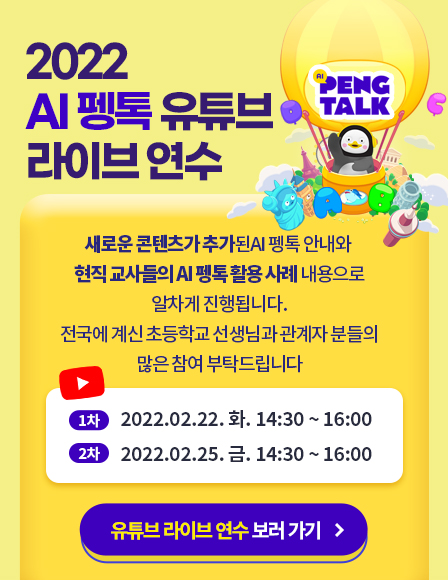 2022
AI 펭톡 유튜브
라이브 연수
AI
PENG
TALK
A
B
새로운 콘텐츠가 추가된AI 펭톡 안내와
현직 교사들의 AI 펭톡 활용 사례 내용으로
알차게 진행됩니다.
전국에 계신 초등학교 선생님과 관계자 분들의
많은 참여 부탁드립니다
1차 2022.02.22. 화. 14:30 ~ 16:00
2차 2022.02.25. 금. 14:30 ~ 16:00
유튜브 라이브 연수 보러 가기